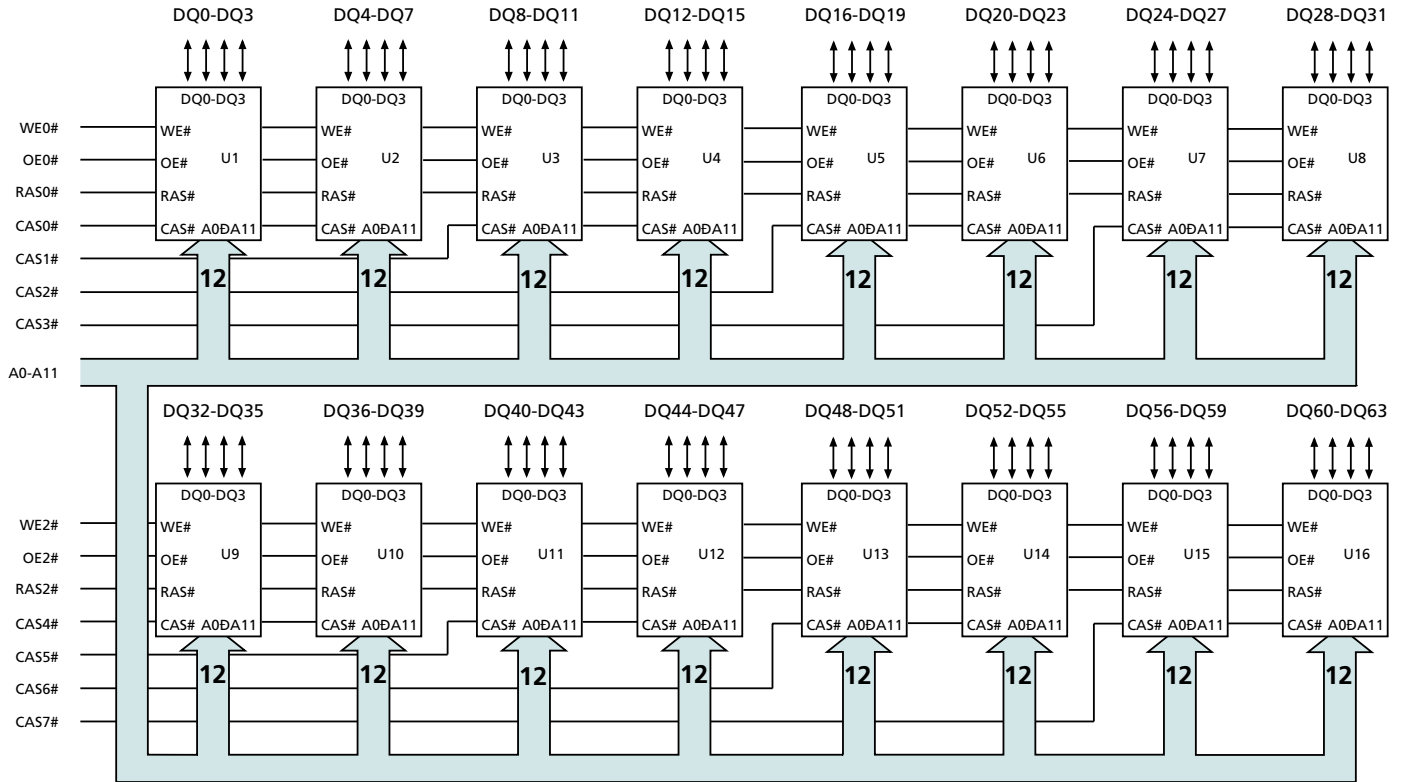 DQ0-DQ3 DQ4-DQ7 DQ8-DQ11 DQ12-DQ15 DQ16-DQ19 DQ20-DQ23 DQ24-DQ27 DQ28-DQ31
DQ0-DQ3 DQ0-DQ3 DQ0-DQ3 DQ0-DQ3 DQ0-DQ3 DQ0-DQ3 DQ0-DQ3 DQ0-DQ3
WE0# WE# WE# WE# WE# WE# WE# WE# WE#
OE0# OE# U1 OE# U2 OE# U3 OE# U4 OE# U5 OE# U6 OE# U7 OE# U8
RAS0# RAS# RAS# RAS# RAS# RAS# RAS# RAS# RAS#
CAS0# CAS# A0ÐA11 CAS# A0ÐA11 CAS# A0ÐA11 CAS# A0ÐA11 CAS# A0ÐA11 CAS# A0ÐA11 CAS# A0ÐA11 CAS# A0ÐA11
CAS1#
12 12 12 12 12 12 12 12
CAS2#
CAS3#
A0-A11
DQ32-DQ35 DQ36-DQ39 DQ40-DQ43 DQ44-DQ47 DQ48-DQ51 DQ52-DQ55 DQ56-DQ59 DQ60-DQ63
DQ0-DQ3 DQ0-DQ3 DQ0-DQ3 DQ0-DQ3 DQ0-DQ3 DQ0-DQ3 DQ0-DQ3 DQ0-DQ3
WE2# WE# WE# WE# WE# WE# WE# WE# WE#
OE2# OE# U9 OE# U10 OE# U11 OE# U12 OE# U13 OE# U14 OE# U15 OE# U16
RAS2# RAS# RAS# RAS# RAS# RAS# RAS# RAS# RAS#
CAS4# CAS# A0ÐA11 CAS# A0ÐA11 CAS# A0ÐA11 CAS# A0ÐA11 CAS# A0ÐA11 CAS# A0ÐA11 CAS# A0ÐA11 CAS# A0ÐA11
CAS5#
12 12 12 12 12 12 12 12
CAS6#
CAS7#